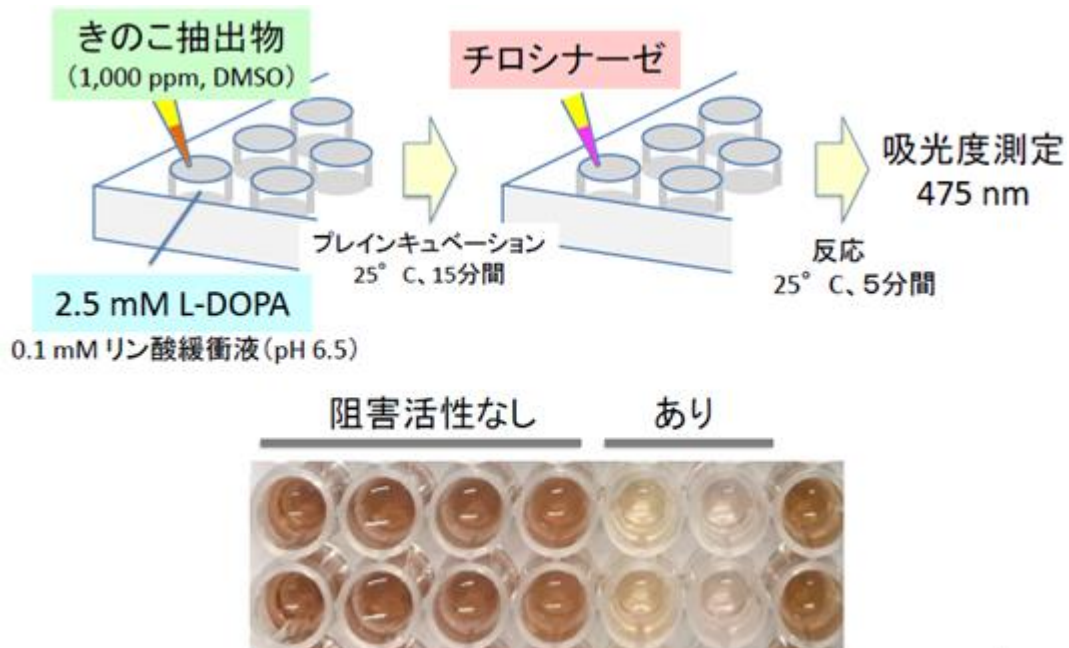 きのこ抽出物
（1,000 ppm, DMSO）
チロシナーゼ
吸光度測定
475 nm
プレインキュベーション
25°C、15分間
反応
25°C、5分間
2.5 mM L-DOPA
0.1 mM リン酸緩衝液（pH 6.5）
阻害活性なし
あり